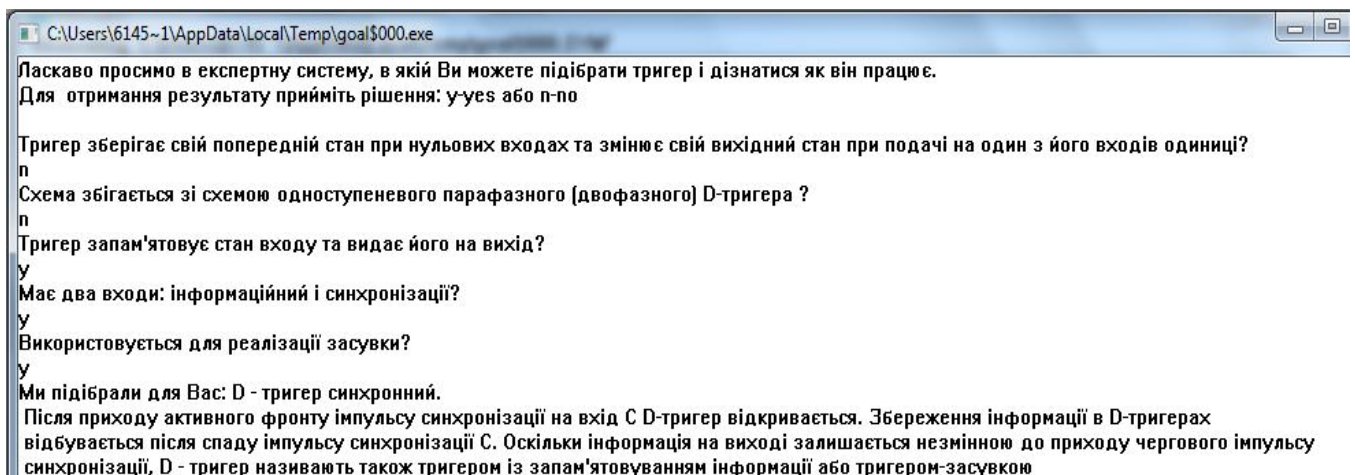 C:\Users\6145~1\AppData\Local\Temp\goal$000.exe
Ласкаво просимо в експертну систему, в якій Ви можете підібрати тригер і дізнатися як він працює.
Для отримання результату прийміть рішення: y-yes або n-no
Тригер зберігає свій попередній стан при нульових входах та змінює свій вихідний стан при подачі на один з його входів одиниці?
n
Схема збігається зі схемою одноступеневого парафазного (двофазного) D-тригера ?
n
Тригер запам'ятовує стан входу та видає його на вихід?
y
Має два входи: інформаційний і синхронізації?
y
Використовується для реалізації засувки?
y
Ми підібрали для Вас: D - тригер синхронний.
Після приходу активного фронту імпульсу синхронізації на вхід C D-тригер відкривається. Збереження інформації в D-тригерах
відбувається після спаду імпульсу синхронізації C. Оскільки інформація на виході залишається незмінною до приходу чергового імпульсу
синхронізації, D - тригер називають також тригером із запам'ятовуванням інформації або тригером-засувкою